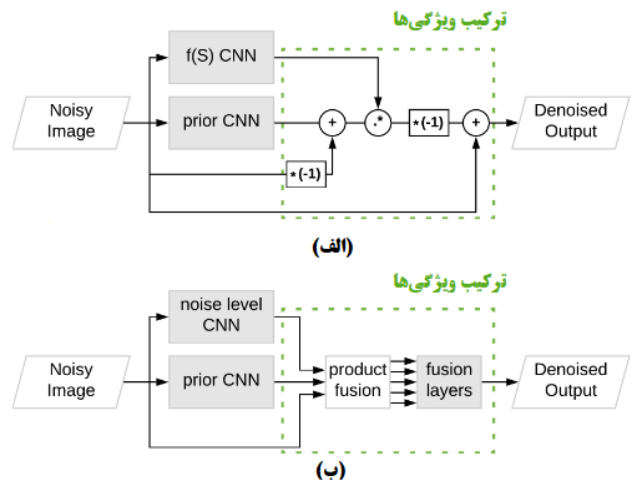 ترکیب ویژگی‌ها
f(S) CNN
Noisy
Image
prior CNN
+
.*
*(-1)
+
Denoised
Output
*(-1)
(الف)
ترکیب ویژگی‌ها
noise level
CNN
Noisy
Image
prior CNN
product
fusion
fusion
layers
Denoised
Output
(ب)